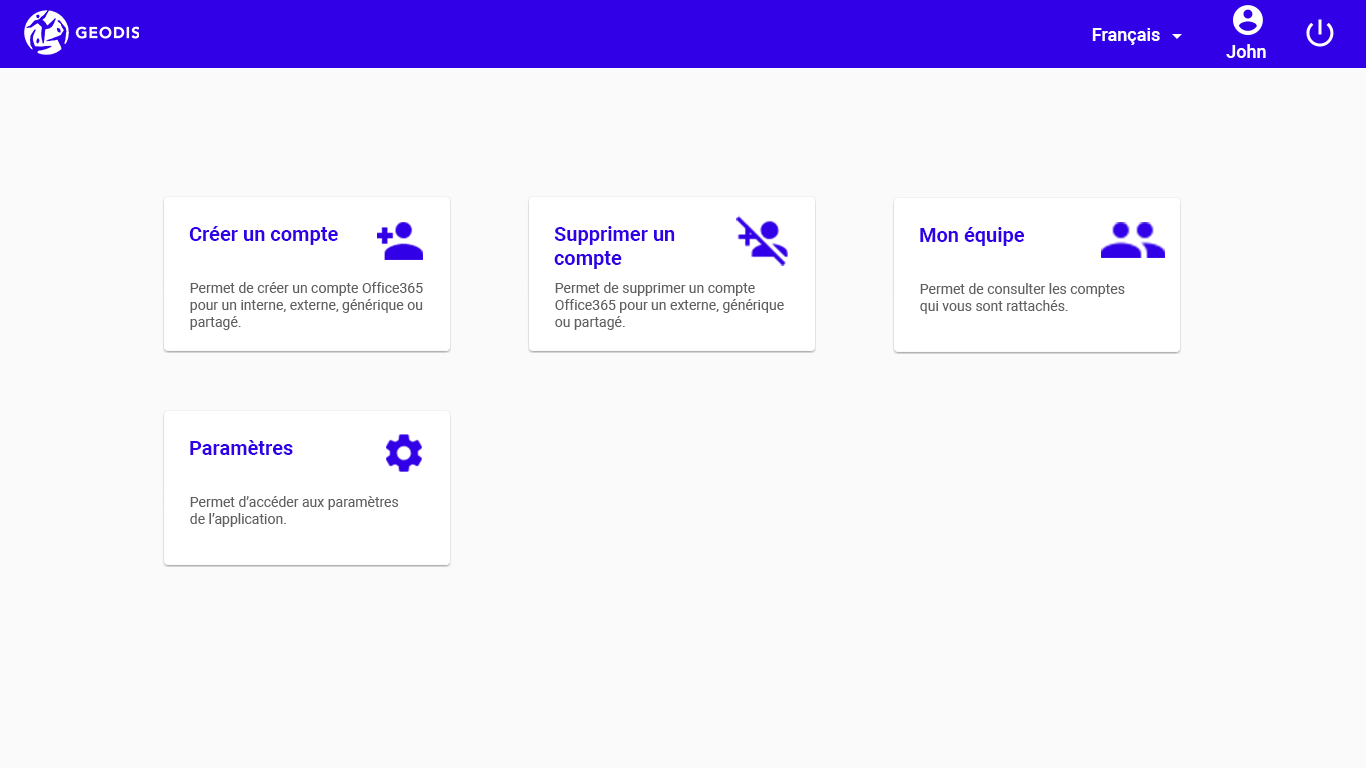 GEODIS
Français
John
Créer un compte
Permet de créer un compte Office365
pour un interne, externe, générique ou
partagé.
Supprimer un
compte
Permet de supprimer un compte
Office365 pour un externe, générique
ou partagé.
Mon équipe
Permet de consulter les comptes
qui vous sont rattachés.
Paramètres
Permet d’accéder aux paramètres
de l’application.